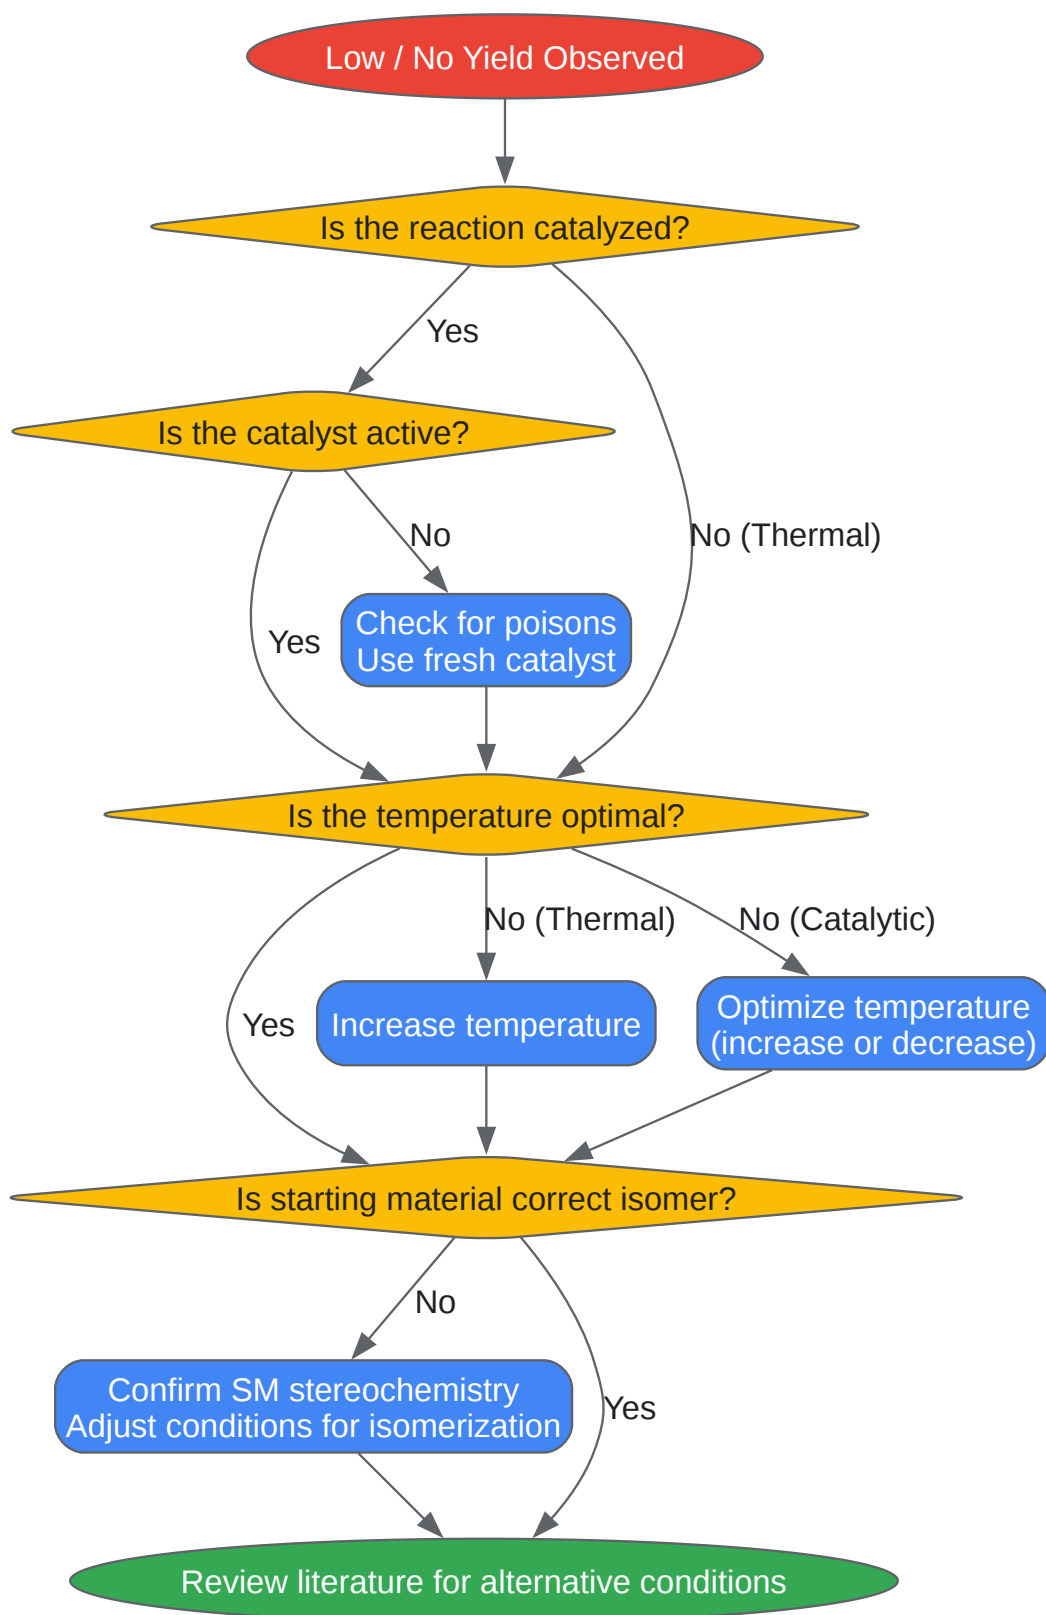 Low / No Yield Observed
Is the reaction catalyzed?
Yes
Is the catalyst active?
No
No (Thermal)
Check for poisons
Use fresh catalyst
Yes
Is the temperature optimal?
No (Thermal)
No (Catalytic)
Yes
Increase temperature
Optimize temperature
(increase or decrease)
Is starting material correct isomer?
No
Confirm SM stereochemistry
Adjust conditions for isomerization
Yes
Review literature for alternative conditions